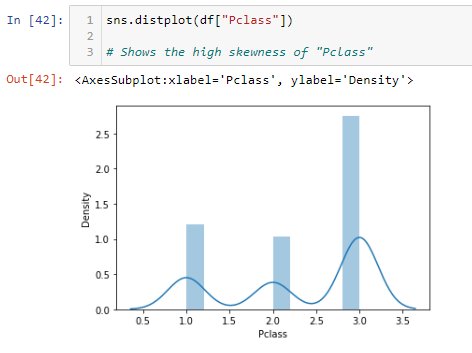 In [42]:
1 sns.distplot(df["Pclass"])
2
3 # Shows the high skewness of "Pclass"
Out[42]: <AxesSubplot:xlabel='Pclass', ylabel='Density'>
2.5
2.0
1.5
1.0
0.5
0.0
Density
0.5 1.0 1.5 2.0 2.5 3.0 3.5
Pclass